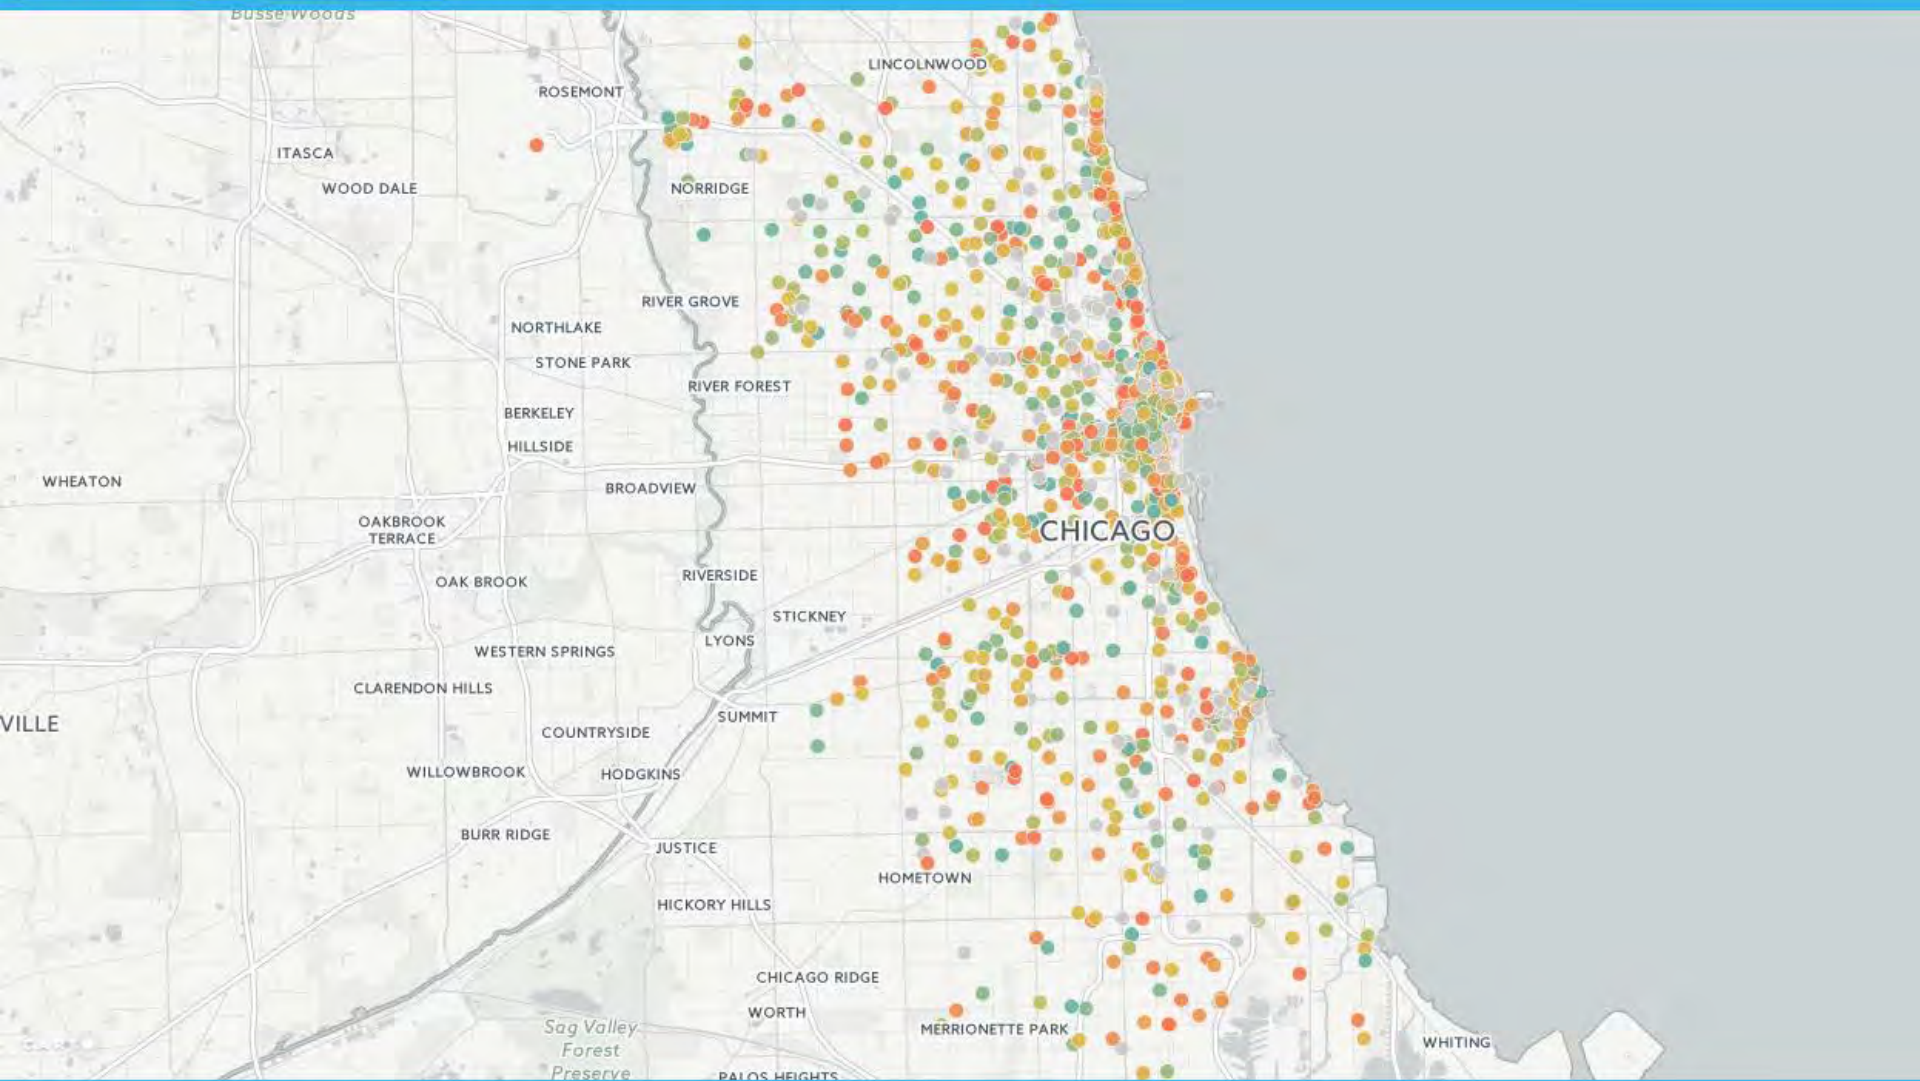 Busse Woods
LINCOLNWOOD
ROSEMONT
ITASCA
WOOD DALE
NORRIDGE
RIVER GROVE
NORTHLAKE
STONE PARK
RIVER FOREST
BERKELEY
HILLSIDE
WHEATON
BROADVIEW
OAKBROOK
TERRACE
CHICAGO
RIVERSIDE
OAK BROOK
STICKNEY
LYONS
WESTERN SPRINGS
CLARENDON HILLS
SUMMIT
VILLE
COUNTRYSIDE
WILLOWBROOK
HODGKINS
BURR RIDGE
JUSTICE
HOMETOWN
HICKORY HILLS
CHICAGO RIDGE
WORTH
Sag Valley
Forest
Preserve
MERRIONETTE PARK
WHITING
PALOS HEIGHTS